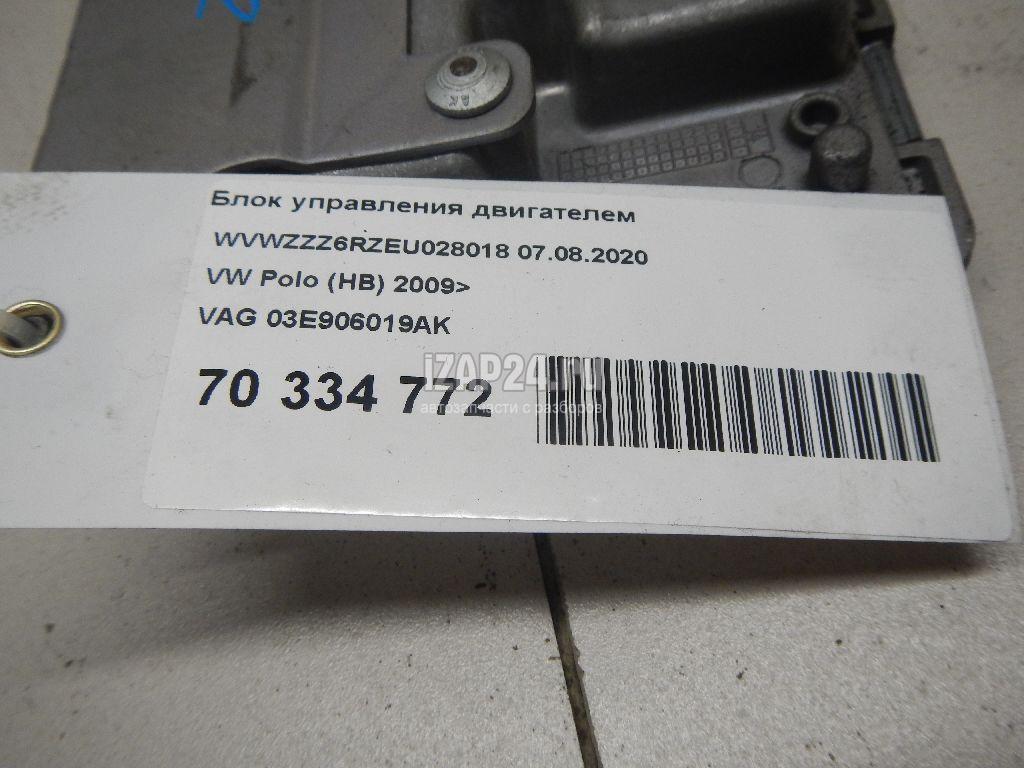 Блок управления двигателем
WVWZZZ6RZEU028018 07.08.2020
VW Polo (HB) 2009>
VAG 03E906019AK
70 334 772
iZAP24.ru
автозапчасти с разборов